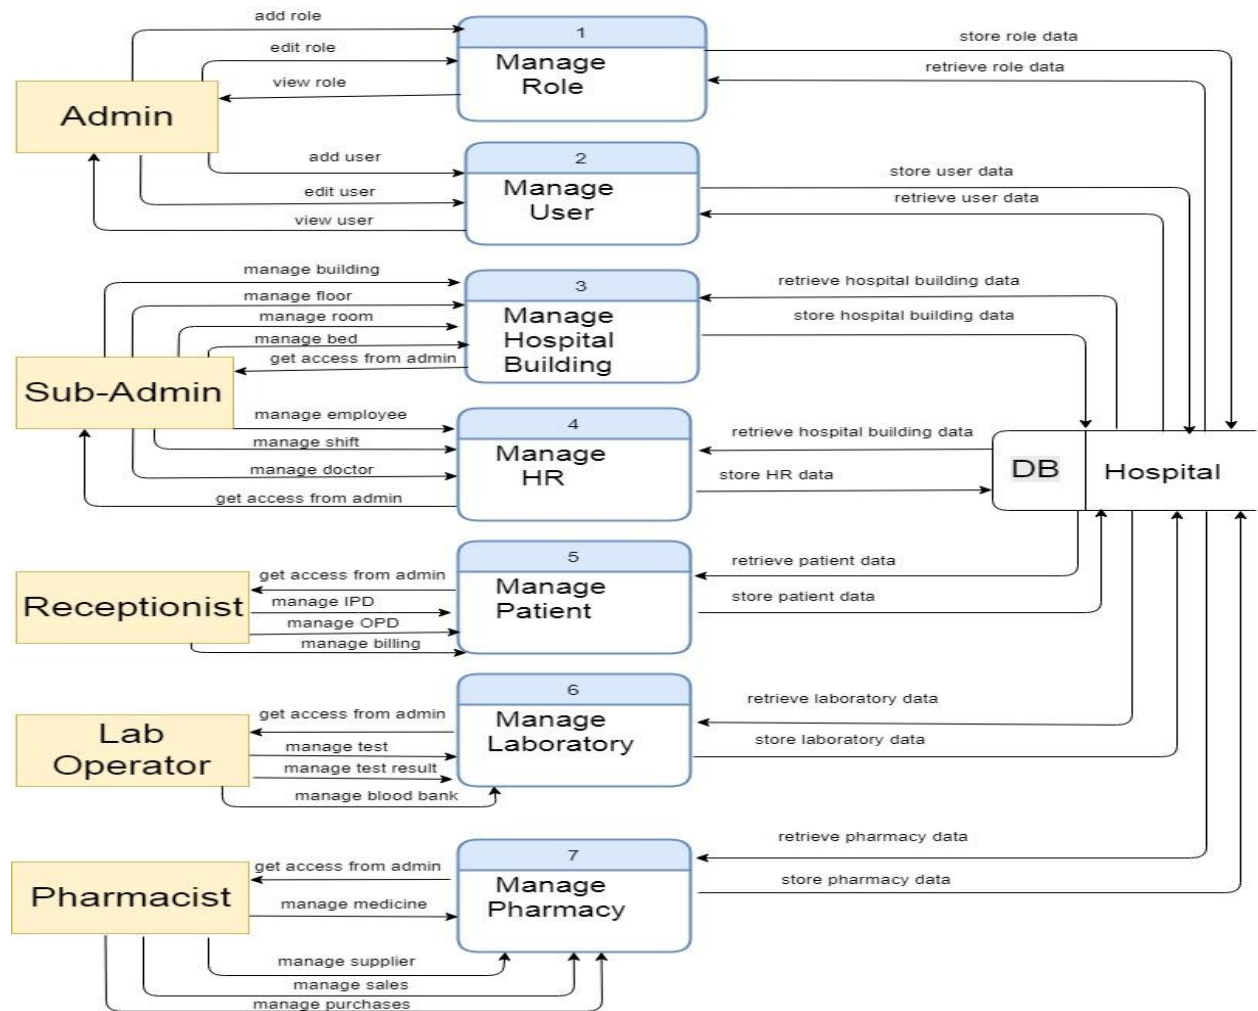 add role
1
store role data
edit role
Manage
Role
retrieve role data
view role
Admin
add user
2
store user data
edit user
Manage
User
retrieve user data
view user
manage building
3
retrieve hospital building data
manage floor
Manage
Hospital
Building
store hospital building data
manage room
manage bed
get access from admin
Sub-Admin
manage employee
4
retrieve hospital building data
manage shift
Manage
HR
manage doctor
store HR data
get access from admin
DB
Hospital
5
retrieve patient data
get access from admin
Manage
Patient
Receptionist
manage IPD
store patient data
manage OPD
manage billing
6
retrieve laboratory data
get access from admin
Manage
Laboratory
Lab
Operator
manage test
store laboratory data
manage test result
manage blood bank
7
retrieve pharmacy data
get access from admin
Manage
Pharmacy
store pharmacy data
Pharmacist
manage medicine
manage supplier
manage sales
manage purchases